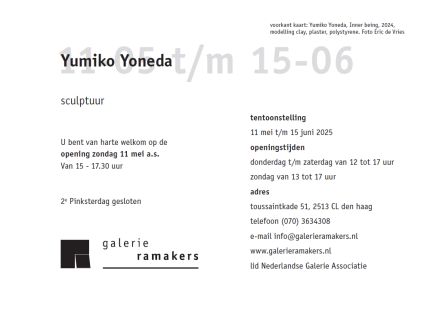 voorkant kaart: Yumiko Yoneda, Inner being, 2024,
modelling clay, plaster, polystyrene. Foto Eric de Vries
11-05 t/m 15-06
Yumiko Yoneda
sculptuur
U bent van harte welkom op de
opening zondag 11 mei a.s.
Van 15 - 17.30 uur
2e Pinksterdag gesloten
galerie
ramakers
tentoonstelling
11 mei t/m 15 juni 2025
openingstijden
donderdag t/m zaterdag van 12 tot 17 uur
zondag van 13 tot 17 uur
adres
toussaintkade 51, 2513 CL den haag
telefoon (070) 3634308
e-mail info@galerieramakers.nl
www.galerieramakers.nl
lid Nederlandse Galerie Associatie